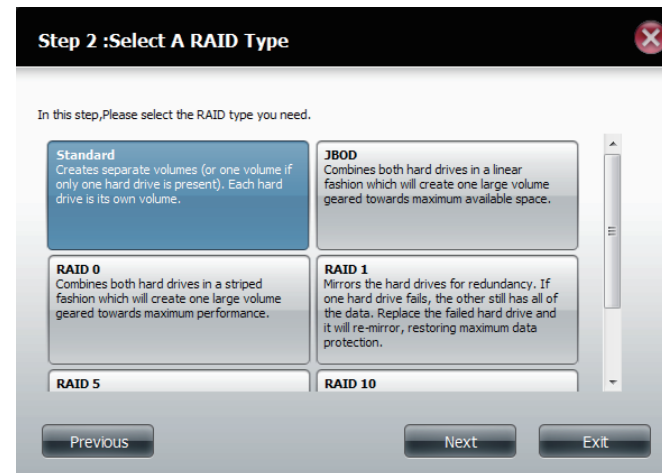 Step 2 :Select A RAID Type
In this step,Please select the RAID type you need.
Standard
Creates separate volumes (or one volume if
only one hard drive is present). Each hard
drive is its own volume.
JBOD
Combines both hard drives in a linear
fashion which will create one large volume
geared towards maximum available space.
RAID 0
Combines both hard drives in a striped
fashion which will create one large volume
geared towards maximum performance.
RAID 1
Mirrors the hard drives for redundancy. If
one hard drive fails, the other still has all of
the data. Replace the failed hard drive and
it will re-mirror, restoring maximum data
protection.
RAID 5
RAID 10
Previous
Next
Exit